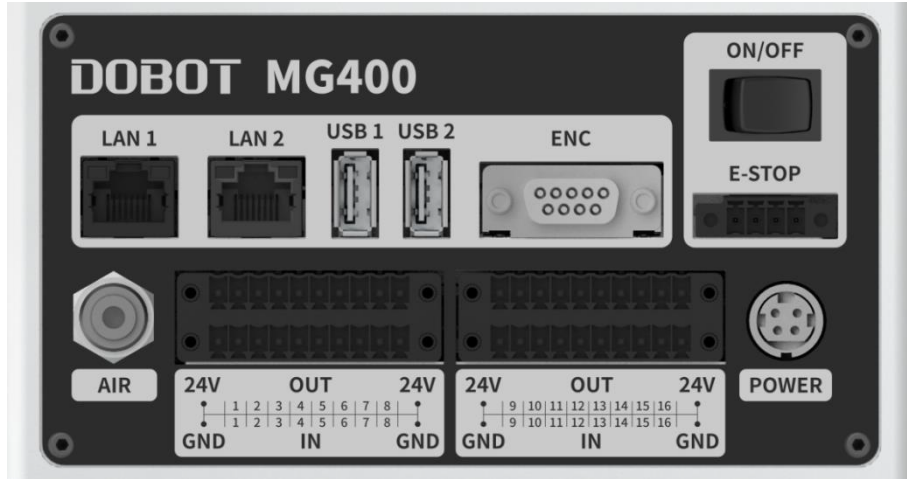 DOBOT MG400
ON/OFF
LAN 1 LAN 2 USB 1 USB 2 ENC
E-STOP
AIR
24V OUT 24V
1 2 3 4 5 6 7 8
1 2 3 4 5 6 7 8
GND IN GND
24V OUT 24V
9 10 11 12 13 14 15 16
9 10 11 12 13 14 15 16
GND IN GND
POWER